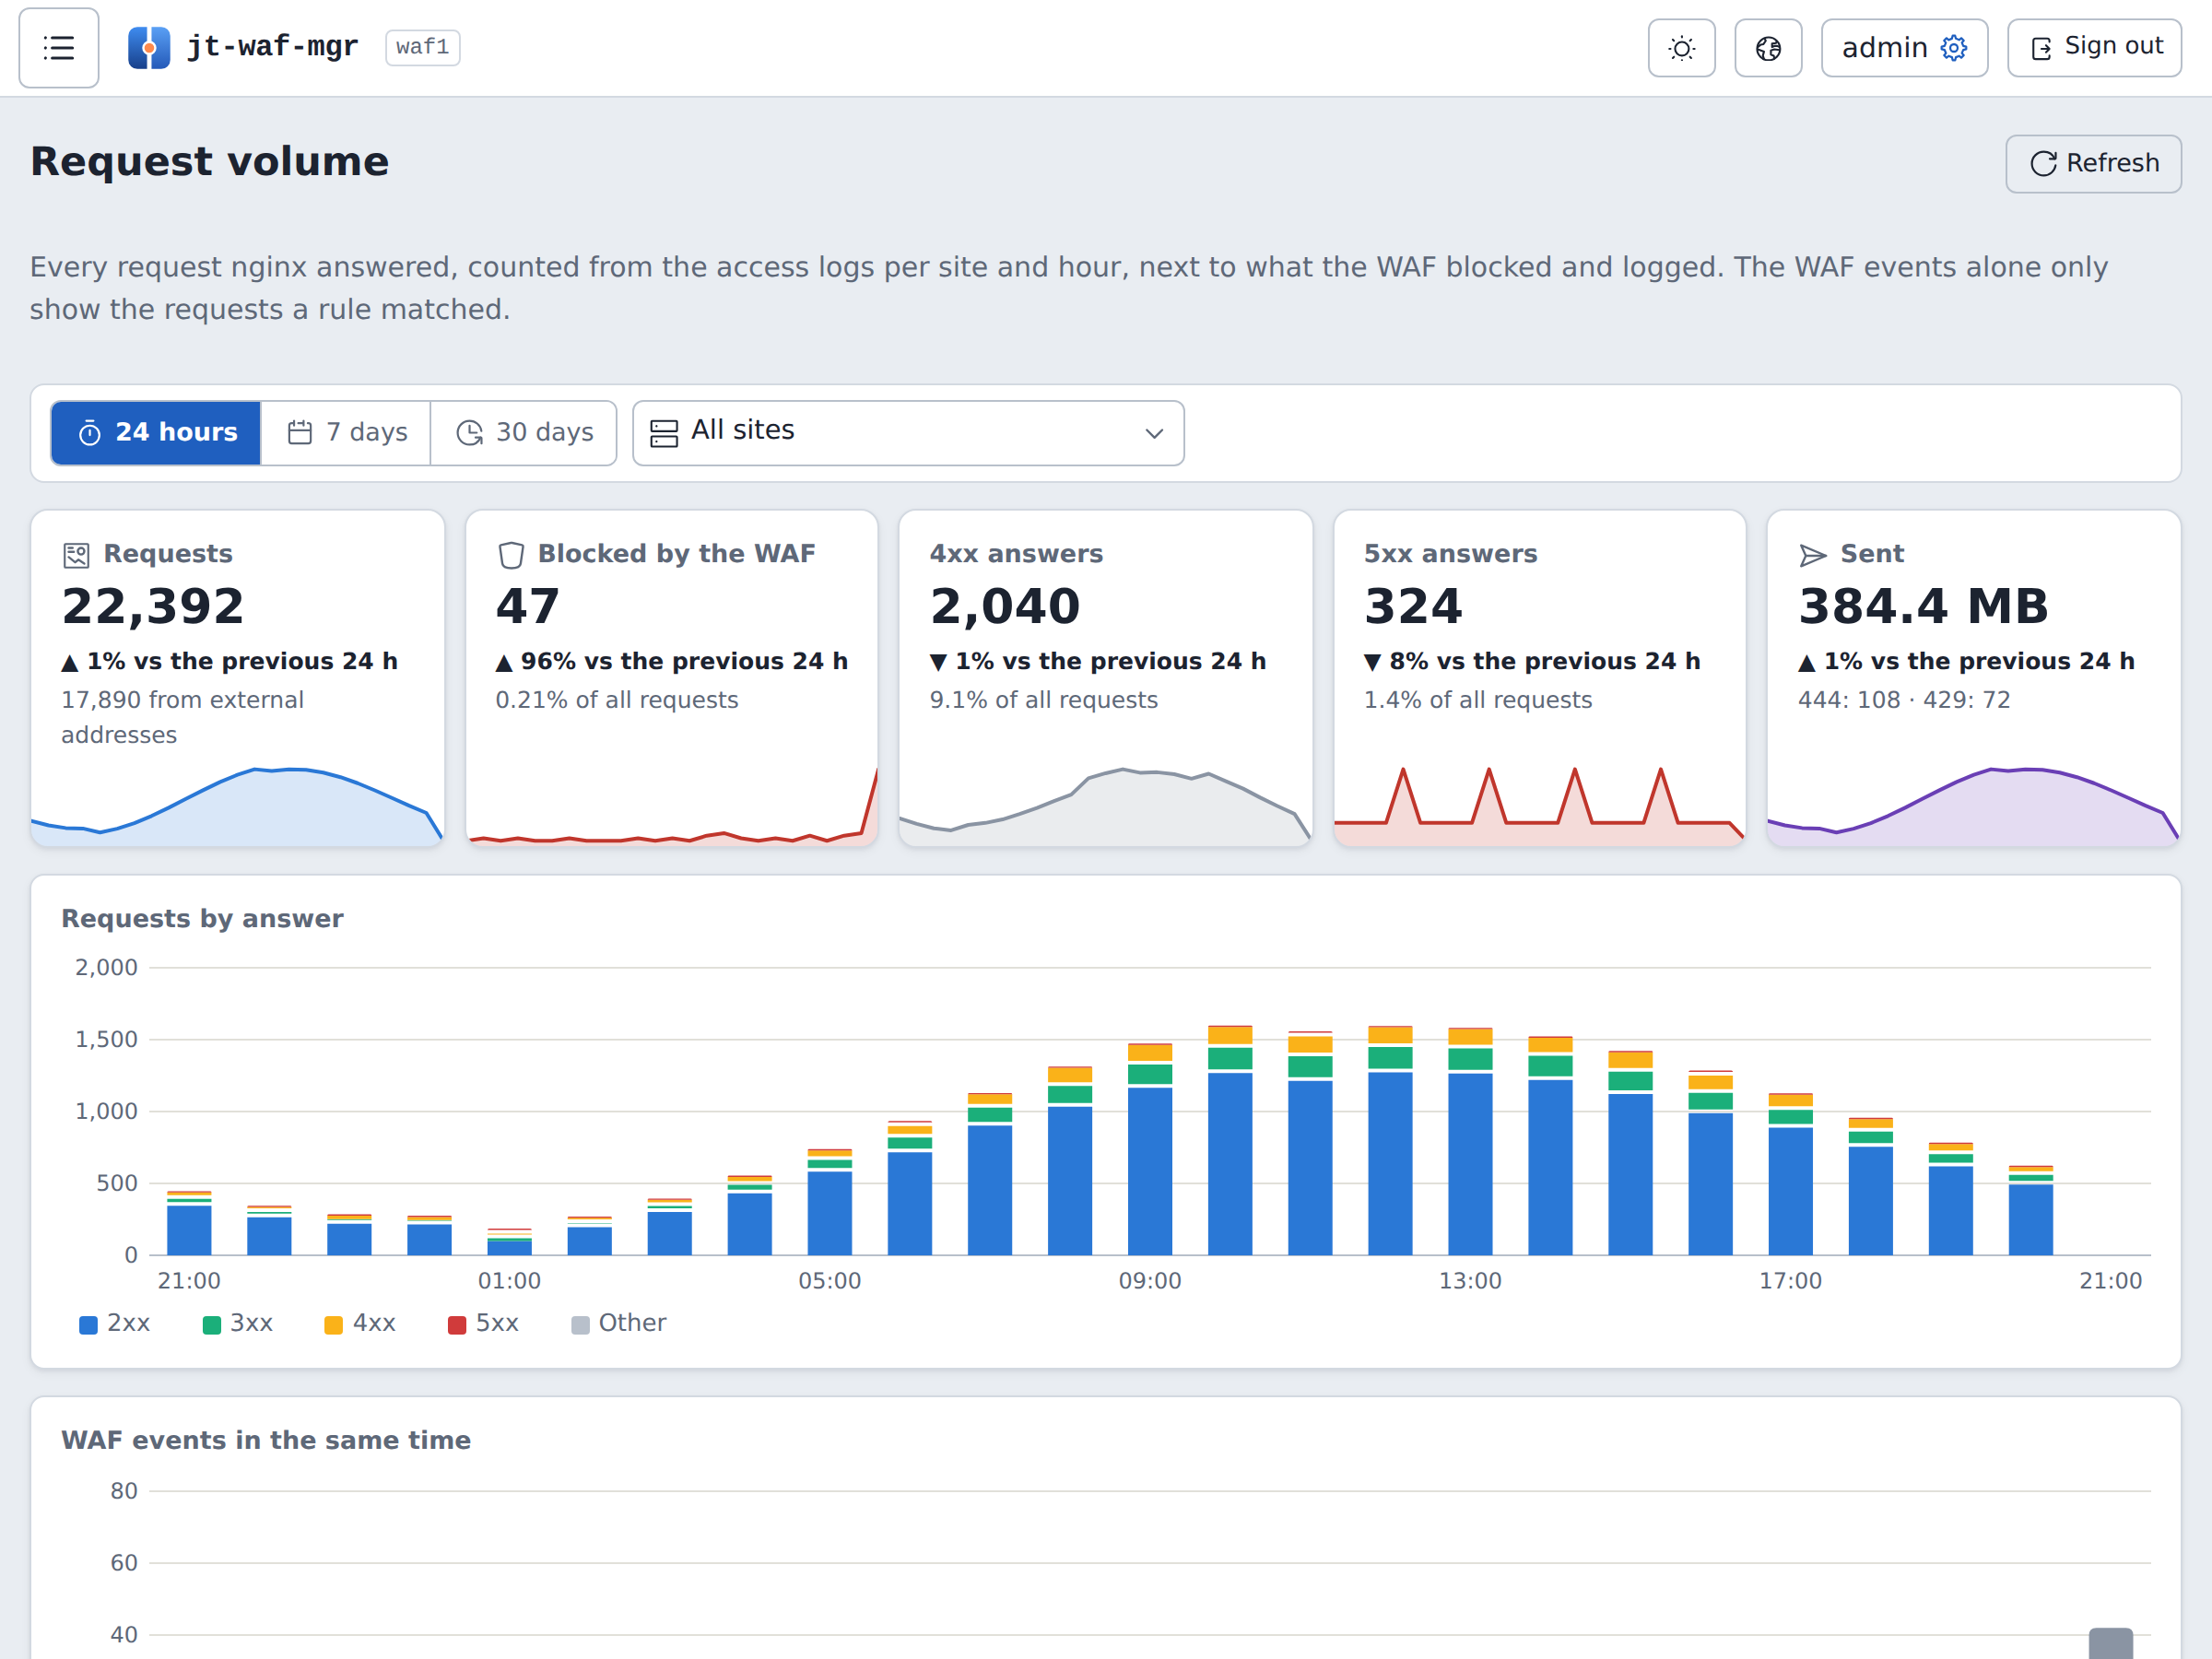 jt-waf-mgr
waf1
admin
Sign out
Request volume
Refresh
Every request nginx answered, counted from the access logs per site and hour, next to what the WAF blocked and logged. The WAF events alone only
show the requests a rule matched.
24 hours
7 days
30 days
All sites
Requests
22,392
▲ 1% vs the previous 24 h
17,890 from external
addresses
Blocked by the WAF
47
▲ 96% vs the previous 24 h
0.21% of all requests
4xx answers
2,040
▼ 1% vs the previous 24 h
9.1% of all requests
5xx answers
324
▼ 8% vs the previous 24 h
1.4% of all requests
Sent
384.4 MB
▲ 1% vs the previous 24 h
444: 108 · 429: 72
Requests by answer
2,000
1,500
1,000
500
0
21:00 01:00 05:00 09:00 13:00 17:00 21:00
2xx 3xx 4xx 5xx Other
WAF events in the same time
80
60
40